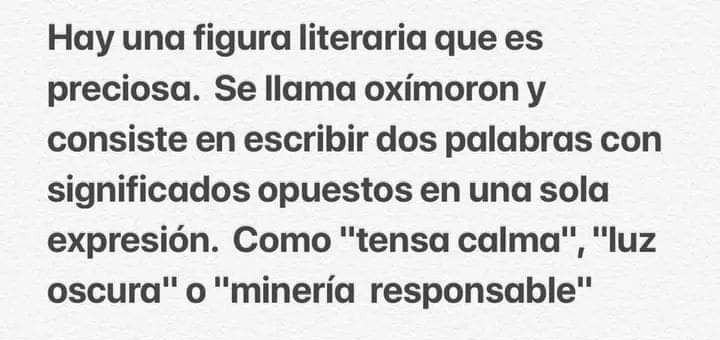 Hay una figura literaria que es
preciosa.  Se llama oxímoron y
consiste en escribir dos palabras con
significados opuestos en una sola
expresión.  Como "tensa calma", "luz
oscura" o "minería  responsable"